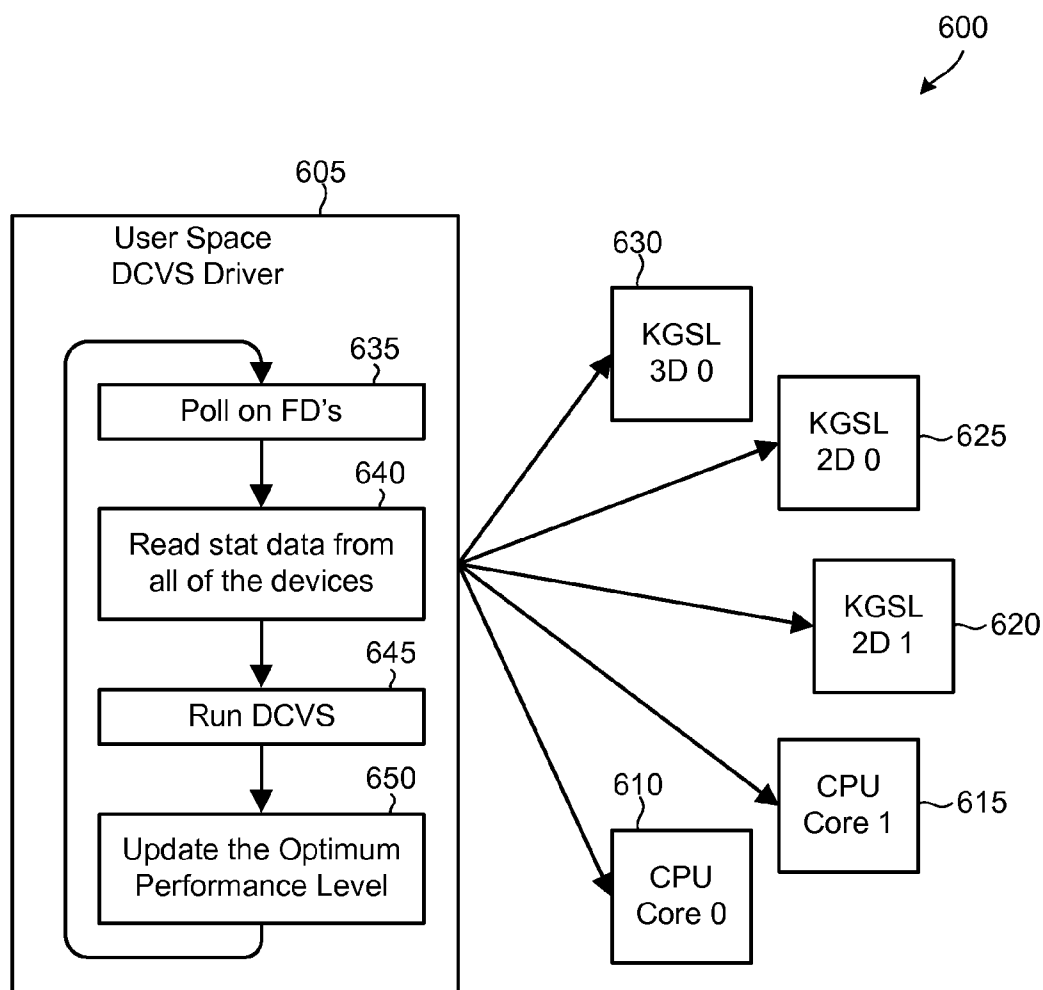 600
605
User Space
DCVS Driver
635
Poll on FD's
640
Read stat data from
all of the devices
645
Run DCVS
650
Update the Optimum
Performance Level
630
KGSL
3D 0
KGSL
2D 0
625
KGSL
2D 1
620
CPU
Core 1
615
610
CPU
Core 0